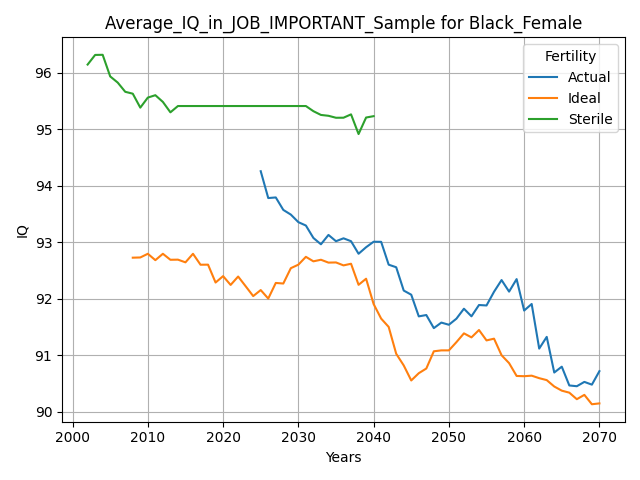 Average_IQ_in_JOB_IMPORTANT_Sample for Black_Female
Fertility
Actual
Ideal
Sterile
IQ
96
95
94
93
92
91
90
2000 2010 2020 2030 2040 2050 2060 2070
Years